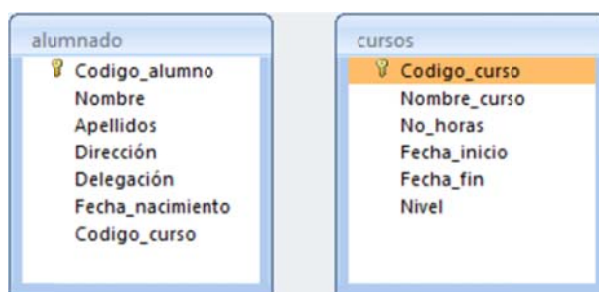 alumnado
Codigo_alumno
Nombre
Apellidos
Dirección
Delegación
Fecha_nacimiento
Codigo_curso
cursos
Codigo_curso
Nombre_curso
No_horas
Fecha_inicio
Fecha_fin
Nivel